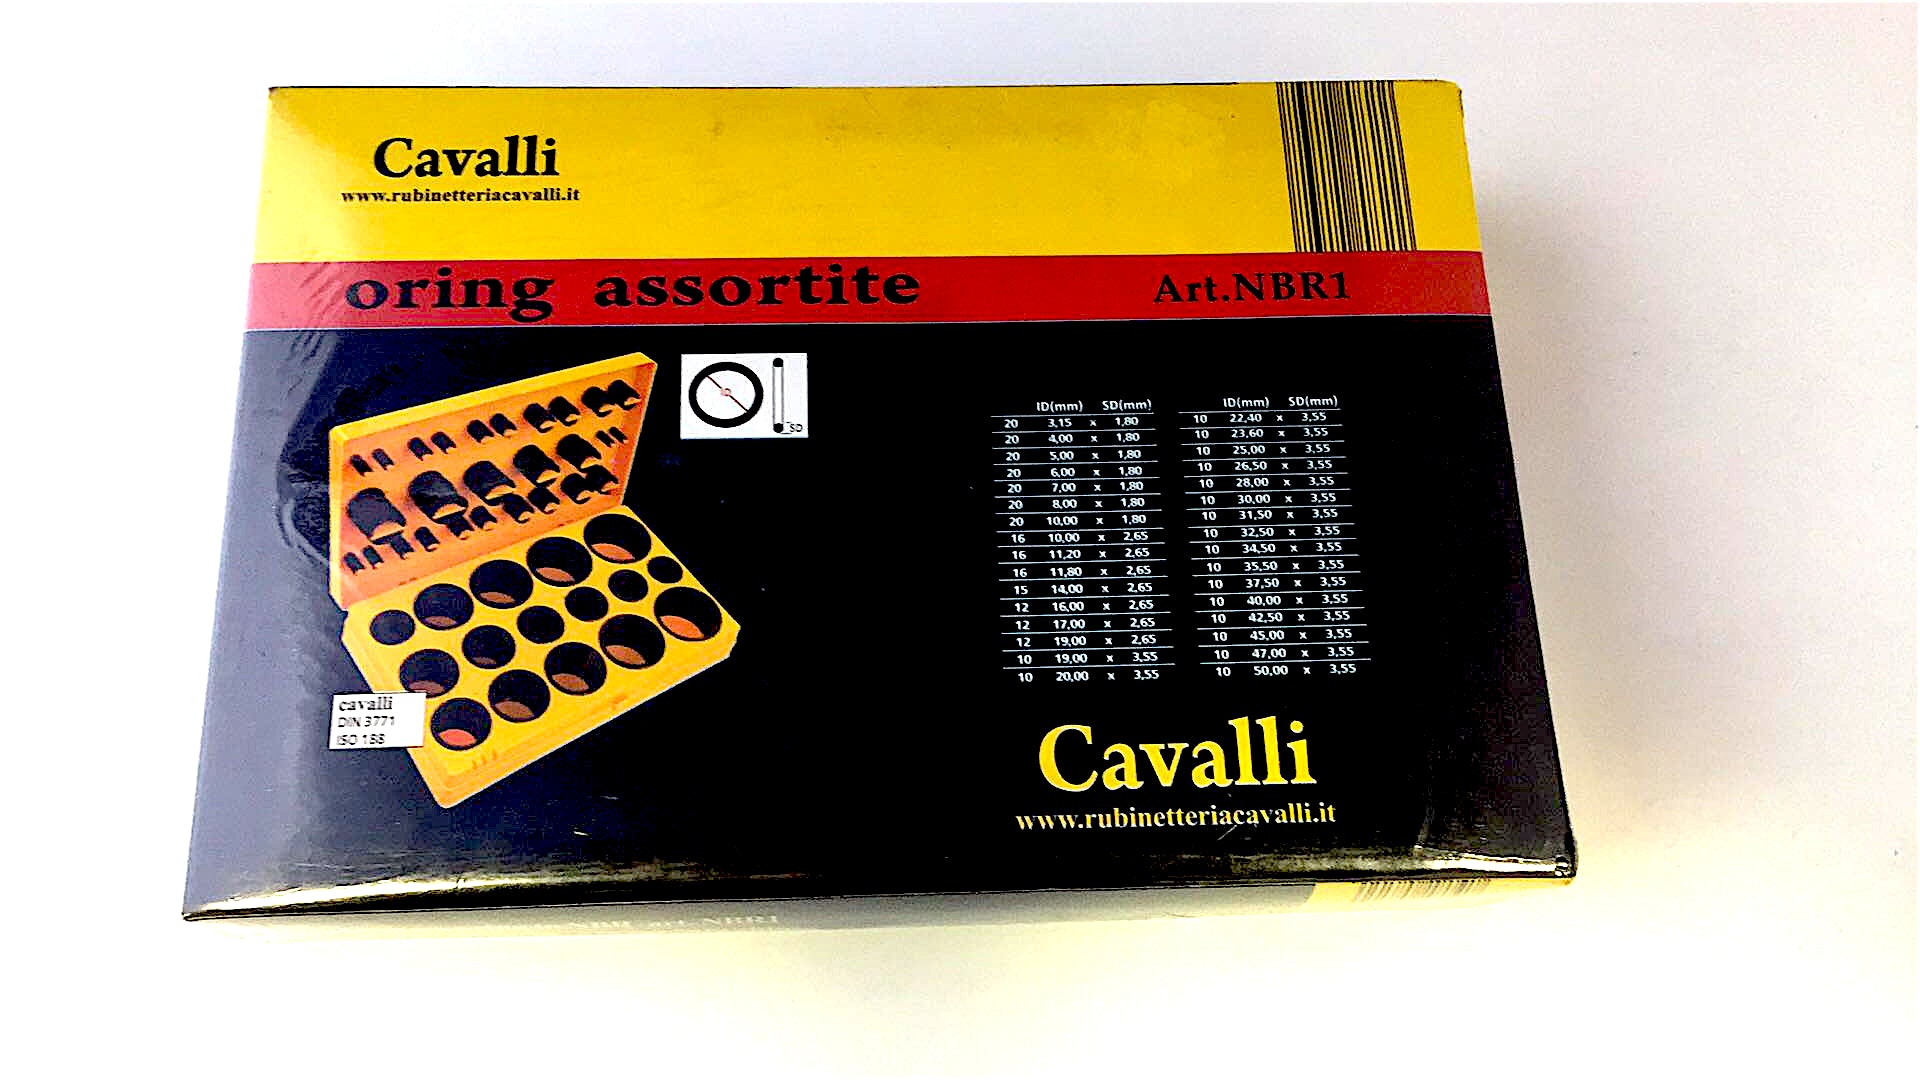 Cavalli
www.rubinetteriacavalli.it
oring assortite Art.NBR1
SD
ID(mm) SD(mm)
20 3,15 x 1,80
20 4,00 x 1,80
20 5,00 x 1,80
20 6,00 x 1,80
20 7,00 x 1,80
20 8,00 x 1,80
20 10,00 x 1,80
16 10,00 x 2,65
16 11,20 x 2,65
16 11,80 x 2,65
15 14,00 x 2,65
12 16,00 x 2,65
12 17,00 x 2,65
12 19,00 x 2,65
10 19,00 x 3,55
10 20,00 x 3,55
ID(mm) SD(mm)
10 22,40 x 3,55
10 23,60 x 3,55
10 25,00 x 3,55
10 26,50 x 3,55
10 28,00 x 3,55
10 30,00 x 3,55
10 31,50 x 3,55
10 32,50 x 3,55
10 34,50 x 3,55
10 35,50 x 3,55
10 37,50 x 3,55
10 40,00 x 3,55
10 42,50 x 3,55
10 45,00 x 3,55
10 47,00 x 3,55
10 50,00 x 3,55
cavalli
DIN 3771
ISO 188
Cavalli
www.rubinetteriacavalli.it
NBR art.NBR1